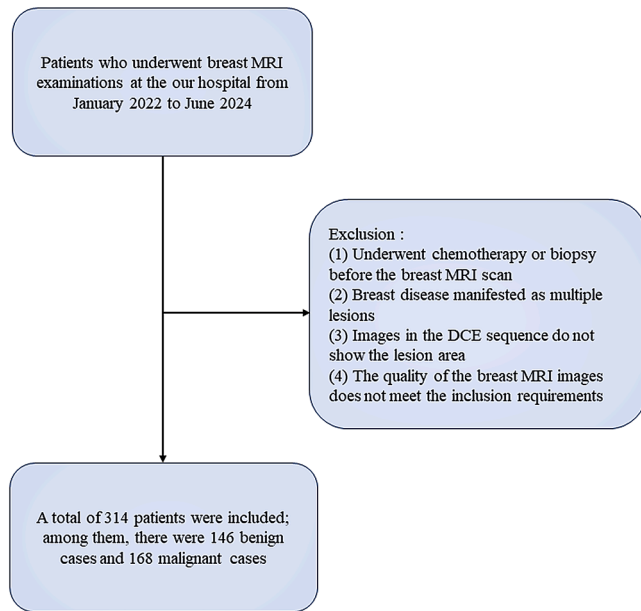 Patients who underwent breast MRI
examinations at the our hospital from
January 2022 to June 2024
Exclusion :
(1) Underwent chemotherapy or biopsy
before the breast MRI scan
(2) Breast disease manifested as multiple
lesions
(3) Images in the DCE sequence do not
show the lesion area
(4) The quality of the breast MRI images
does not meet the inclusion requirements
A total of 314 patients were included;
among them, there were 146 benign
cases and 168 malignant cases